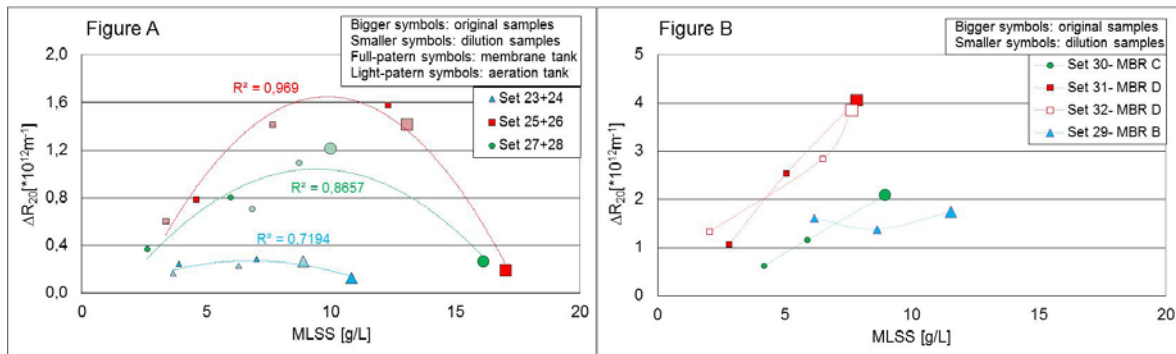 Figure A
Bigger symbols: original samples
Smaller symbols: dilution samples
Full-patern symbols: membrane tank
Light-patern symbols: aeration tank
Set 23+24
Set 25+26
Set 27+28
R² = 0,969
R² = 0,8657
R² = 0,7194
2,0
1,6
1,2
0,8
0,4
0,0
ΔR20[*10¹²m⁻¹]
0
5
10
15
20
MLSS [g/L]
Figure B
Bigger symbols: original samples
Smaller symbols: dilution samples
Set 30- MBR C
Set 31- MBR D
Set 32- MBR D
Set 29- MBR B
5
4
3
2
1
0
ΔR20[*10¹²m⁻¹]
0
5
10
15
20
MLSS [g/L]